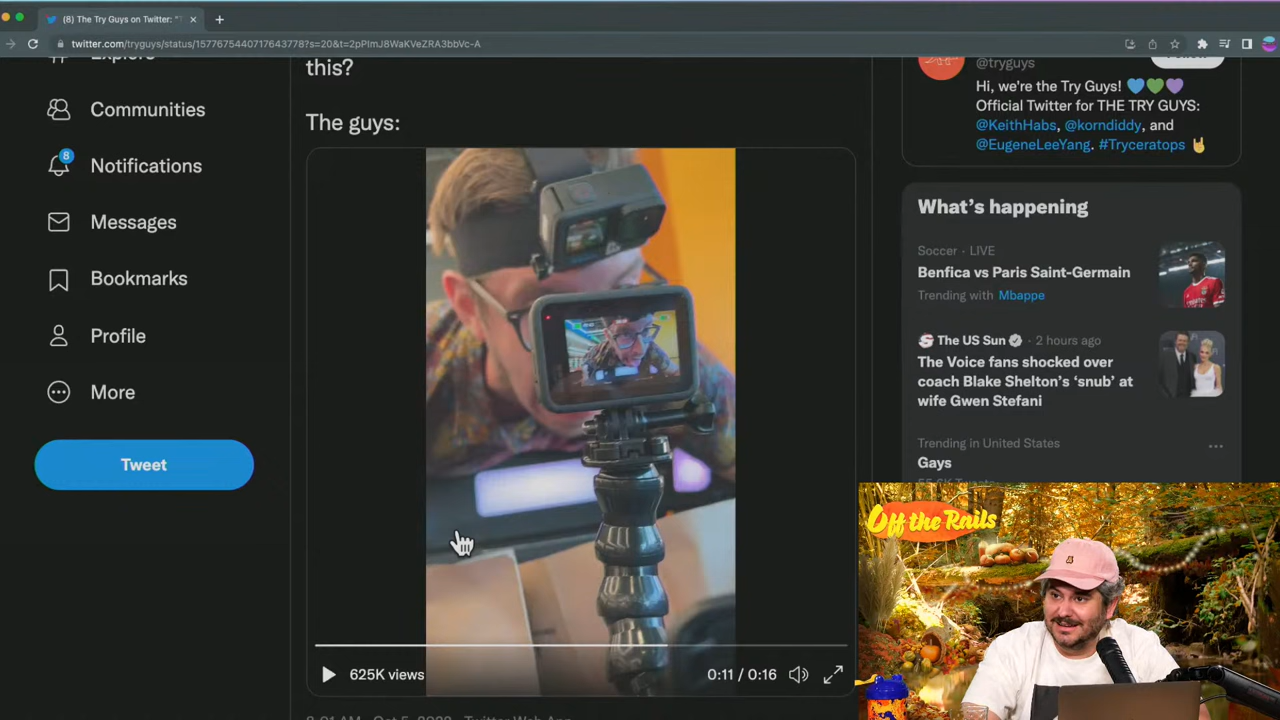 (8) The Try Guys on Twitter: "
twitter.com/tryguys/status/1577675440717643778?s=20&t=2pPImJ8WaKVeZRA3bbVc-A
Explore
Communities
8
Notifications
Messages
Bookmarks
Profile
More
Tweet
this?
The guys:
625K views
0:11 / 0:16
@tryguys
Hi, we're the Try Guys! 💙💚💜
Official Twitter for THE TRY GUYS:
@KeithHabs, @korndiddy, and
@EugeneLeeYang. #Tryceratops 🤘
What's happening
Soccer · LIVE
Benfica vs Paris Saint-Germain
Trending with Mbappe
The US Sun · 2 hours ago
The Voice fans shocked over
coach Blake Shelton's 'snub' at
wife Gwen Stefani
Trending in United States
Gays
Off the Rails